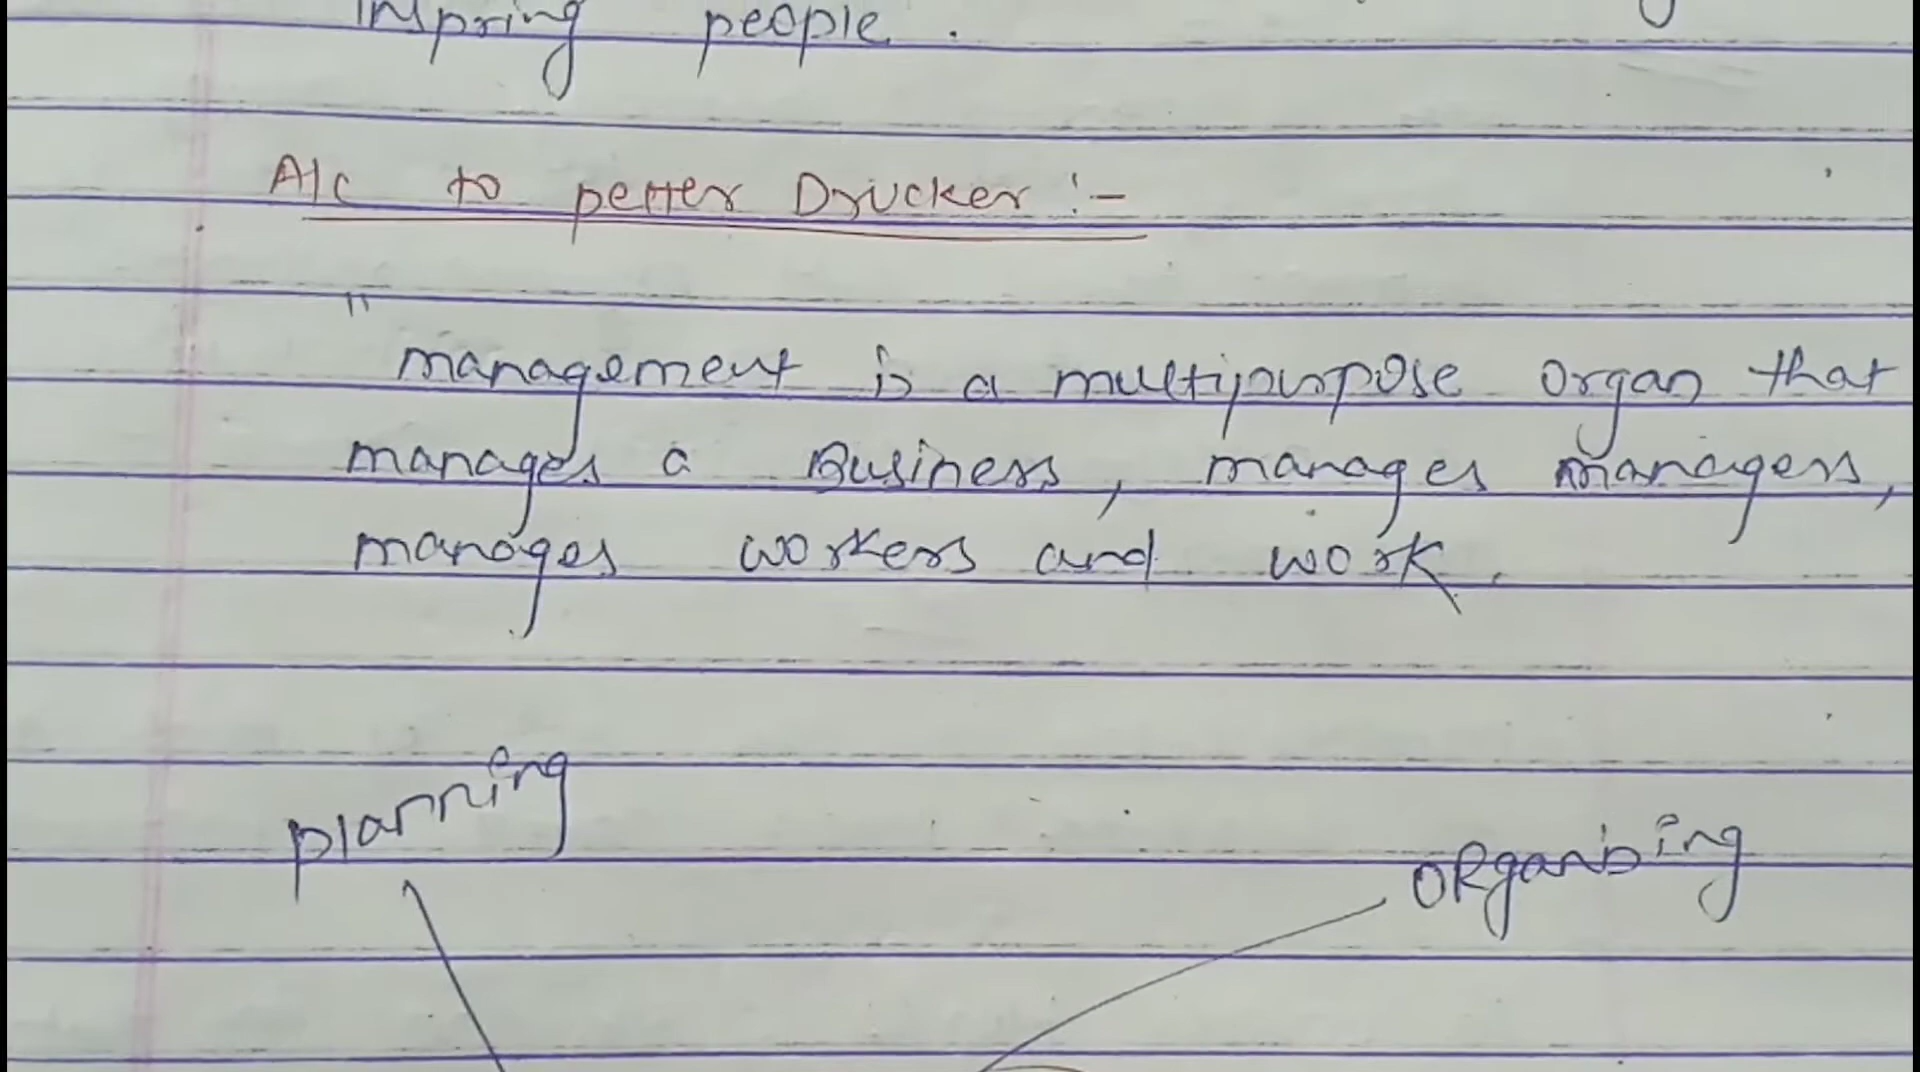 Inspring people.
A/c to petter Drucker :-
"
management is a multipurpose organ that
manages a Business, manages managers,
manages workers and work.
planning
ORganising